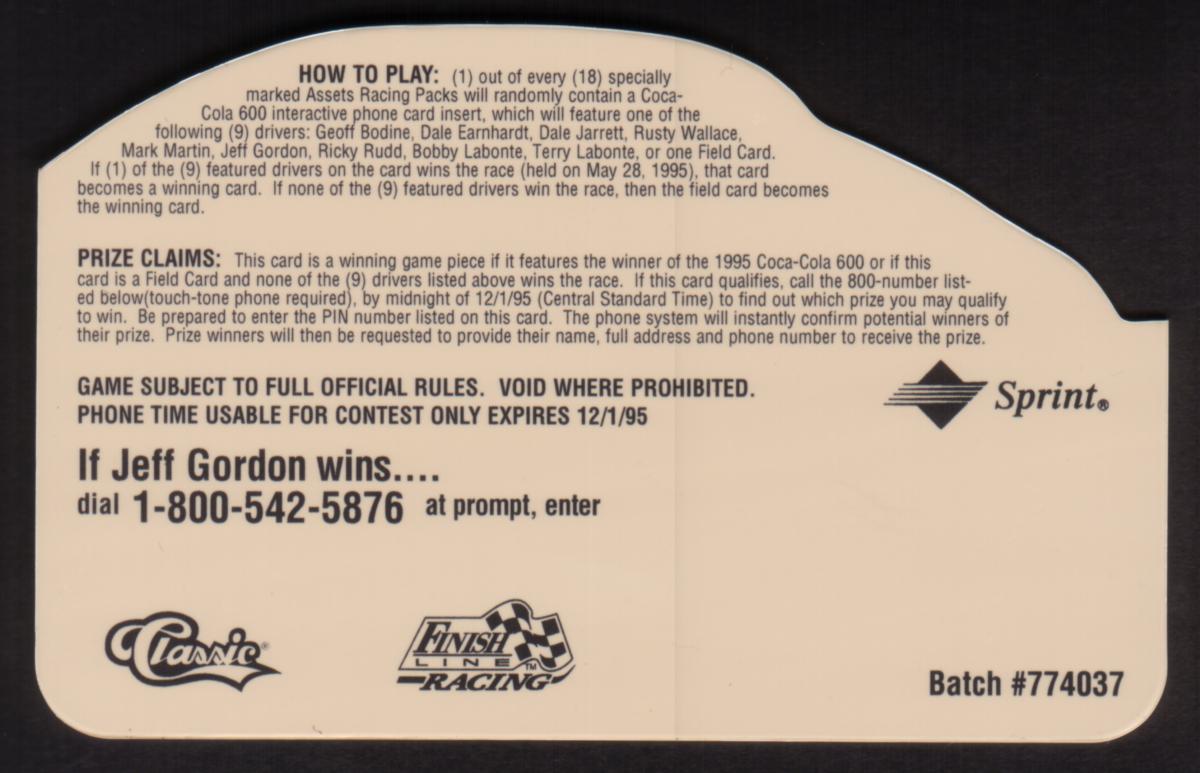 HOW TO PLAY: (1) out of every (18) specially
marked Assets Racing Packs will randomly contain a Coca-
Cola 600 interactive phone card insert, which will feature one of the
following (9) drivers: Geoff Bodine, Dale Earnhardt, Dale Jarrett, Rusty Wallace,
Mark Martin, Jeff Gordon, Ricky Rudd, Bobby Labonte, Terry Labonte, or one Field Card.
If (1) of the (9) featured drivers on the card wins the race (held on May 28, 1995), that card
becomes a winning card. If none of the (9) featured drivers win the race, then the field card becomes
the winning card.
PRIZE CLAIMS: This card is a winning game piece if it features the winner of the 1995 Coca-Cola 600 or if this
card is a Field Card and none of the (9) drivers listed above wins the race. If this card qualifies, call the 800-number list-
ed below(touch-tone phone required), by midnight of 12/1/95 (Central Standard Time) to find out which prize you may qualify
to win. Be prepared to enter the PIN number listed on this card. The phone system will instantly confirm potential winners of
their prize. Prize winners will then be requested to provide their name, full address and phone number to receive the prize.
GAME SUBJECT TO FULL OFFICIAL RULES. VOID WHERE PROHIBITED.
PHONE TIME USABLE FOR CONTEST ONLY EXPIRES 12/1/95
Sprint®
If Jeff Gordon wins....
dial 1-800-542-5876 at prompt, enter
Classic®
FINISH
LINE ™
RACING
Batch #774037